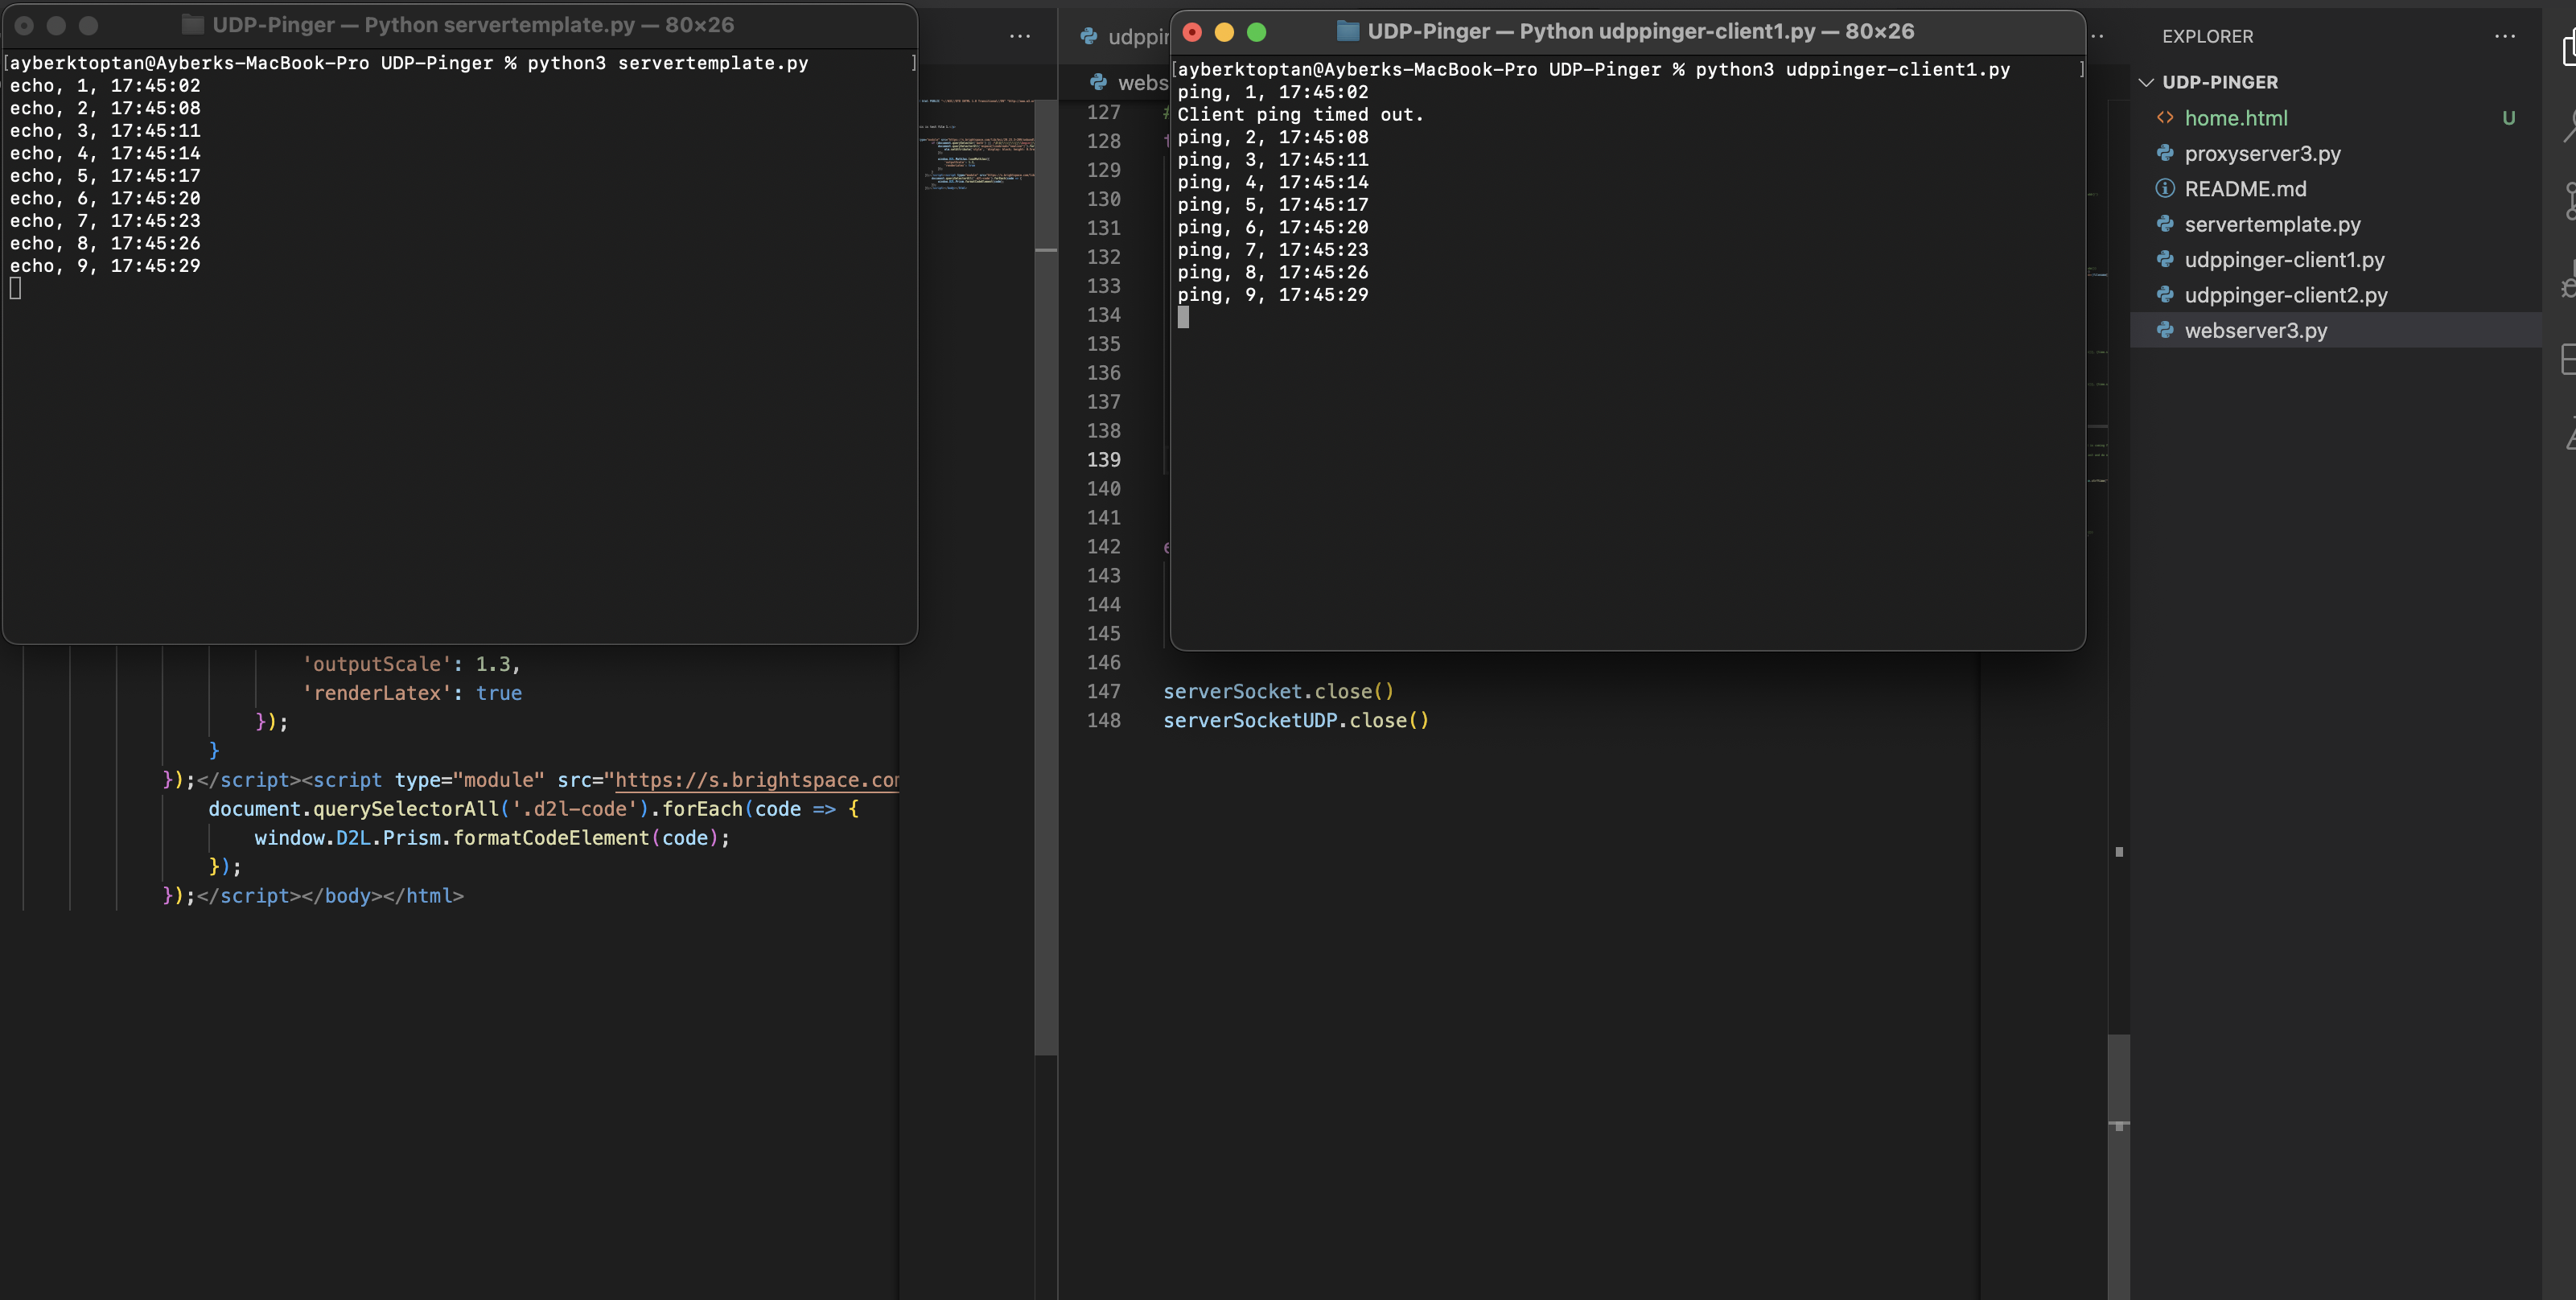 UDP-Pinger — Python servertemplate.py — 80×26
[ayberktoptan@Ayberks-MacBook-Pro UDP-Pinger % python3 servertemplate.py ]
echo, 1, 17:45:02
echo, 2, 17:45:08
echo, 3, 17:45:11
echo, 4, 17:45:14
echo, 5, 17:45:17
echo, 6, 17:45:20
echo, 7, 17:45:23
echo, 8, 17:45:26
echo, 9, 17:45:29
'outputScale': 1.3,
'renderLatex': true
});
}
});</script><script type="module" src="https://s.brightspace.co
document.querySelectorAll('.d2l-code').forEach(code => {
window.D2L.Prism.formatCodeElement(code);
});
});</script></body></html>
udppin
webs
UDP-Pinger — Python udppinger-client1.py — 80×26
[ayberktoptan@Ayberks-MacBook-Pro UDP-Pinger % python3 udppinger-client1.py ]
ping, 1, 17:45:02
Client ping timed out.
ping, 2, 17:45:08
ping, 3, 17:45:11
ping, 4, 17:45:14
ping, 5, 17:45:17
ping, 6, 17:45:20
ping, 7, 17:45:23
ping, 8, 17:45:26
ping, 9, 17:45:29
127 #
128 t
129
130
131
132
133
134
135
136
137
138
139
140
141
142 e
143
144
145
146
147 serverSocket.close()
148 serverSocketUDP.close()
EXPLORER
UDP-PINGER
home.html U
proxyserver3.py
README.md
servertemplate.py
udppinger-client1.py
udppinger-client2.py
webserver3.py